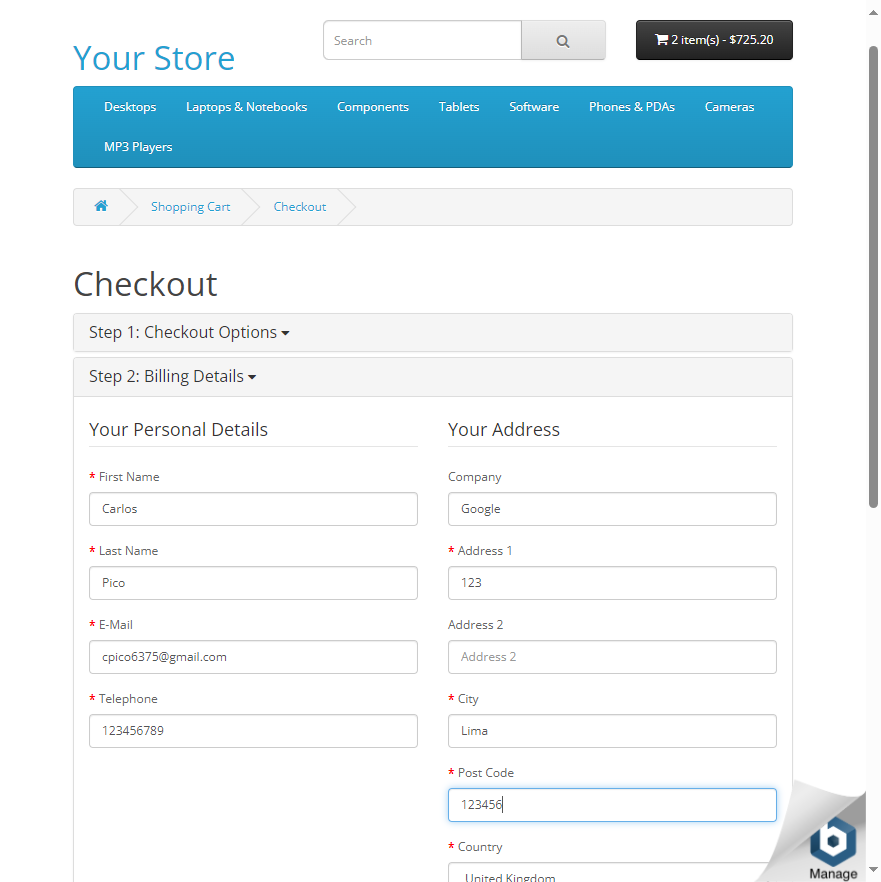 Your Store
Search
2 item(s) - $725.20
Desktops Laptops & Notebooks Components Tablets Software Phones & PDAs Cameras
MP3 Players
Shopping Cart Checkout
Checkout
Step 1: Checkout Options
Step 2: Billing Details
Your Personal Details
* First Name
Carlos
* Last Name
Pico
* E-Mail
cpico6375@gmail.com
* Telephone
123456789
Your Address
Company
Google
* Address 1
123
Address 2
Address 2
* City
Lima
* Post Code
123456
* Country
United Kingdom
b
Manage